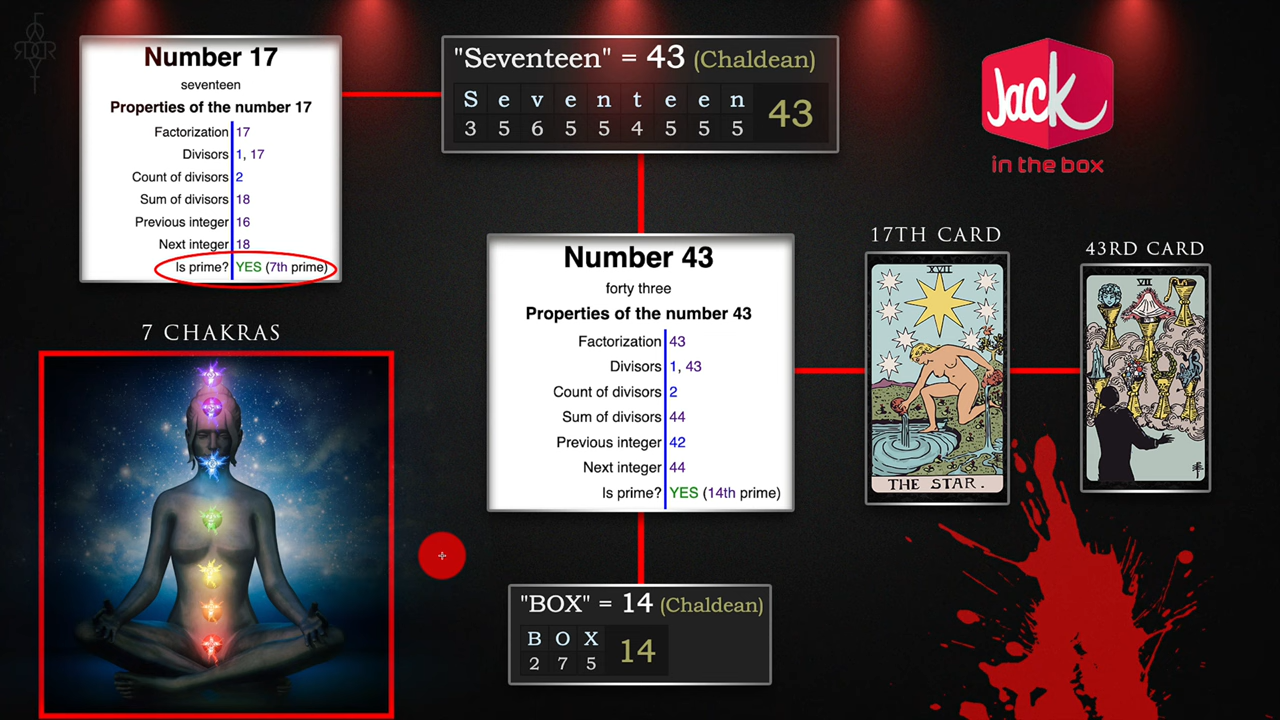 Number 17
seventeen
Properties of the number 17
Factorization 17
Divisors 1, 17
Count of divisors 2
Sum of divisors 18
Previous integer 16
Next integer 18
Is prime? YES (7th prime)
"Seventeen" = 43 (Chaldean)
S e v e n t e e n
3 5 6 5 5 4 5 5 5
43
Jack
in the box
Number 43
forty three
Properties of the number 43
Factorization 43
Divisors 1, 43
Count of divisors 2
Sum of divisors 44
Previous integer 42
Next integer 44
Is prime? YES (14th prime)
17TH CARD
XVII
THE STAR.
43RD CARD
VII
7 CHAKRAS
"BOX" = 14 (Chaldean)
B O X
2 7 5
14